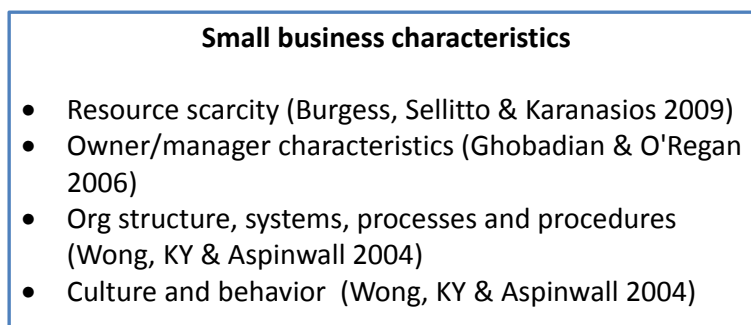 Small business characteristics
• Resource scarcity (Burgess, Sellitto & Karanasios 2009)
• Owner/manager characteristics (Ghobadian & O'Regan
2006)
• Org structure, systems, processes and procedures
(Wong, KY & Aspinwall 2004)
• Culture and behavior (Wong, KY & Aspinwall 2004)